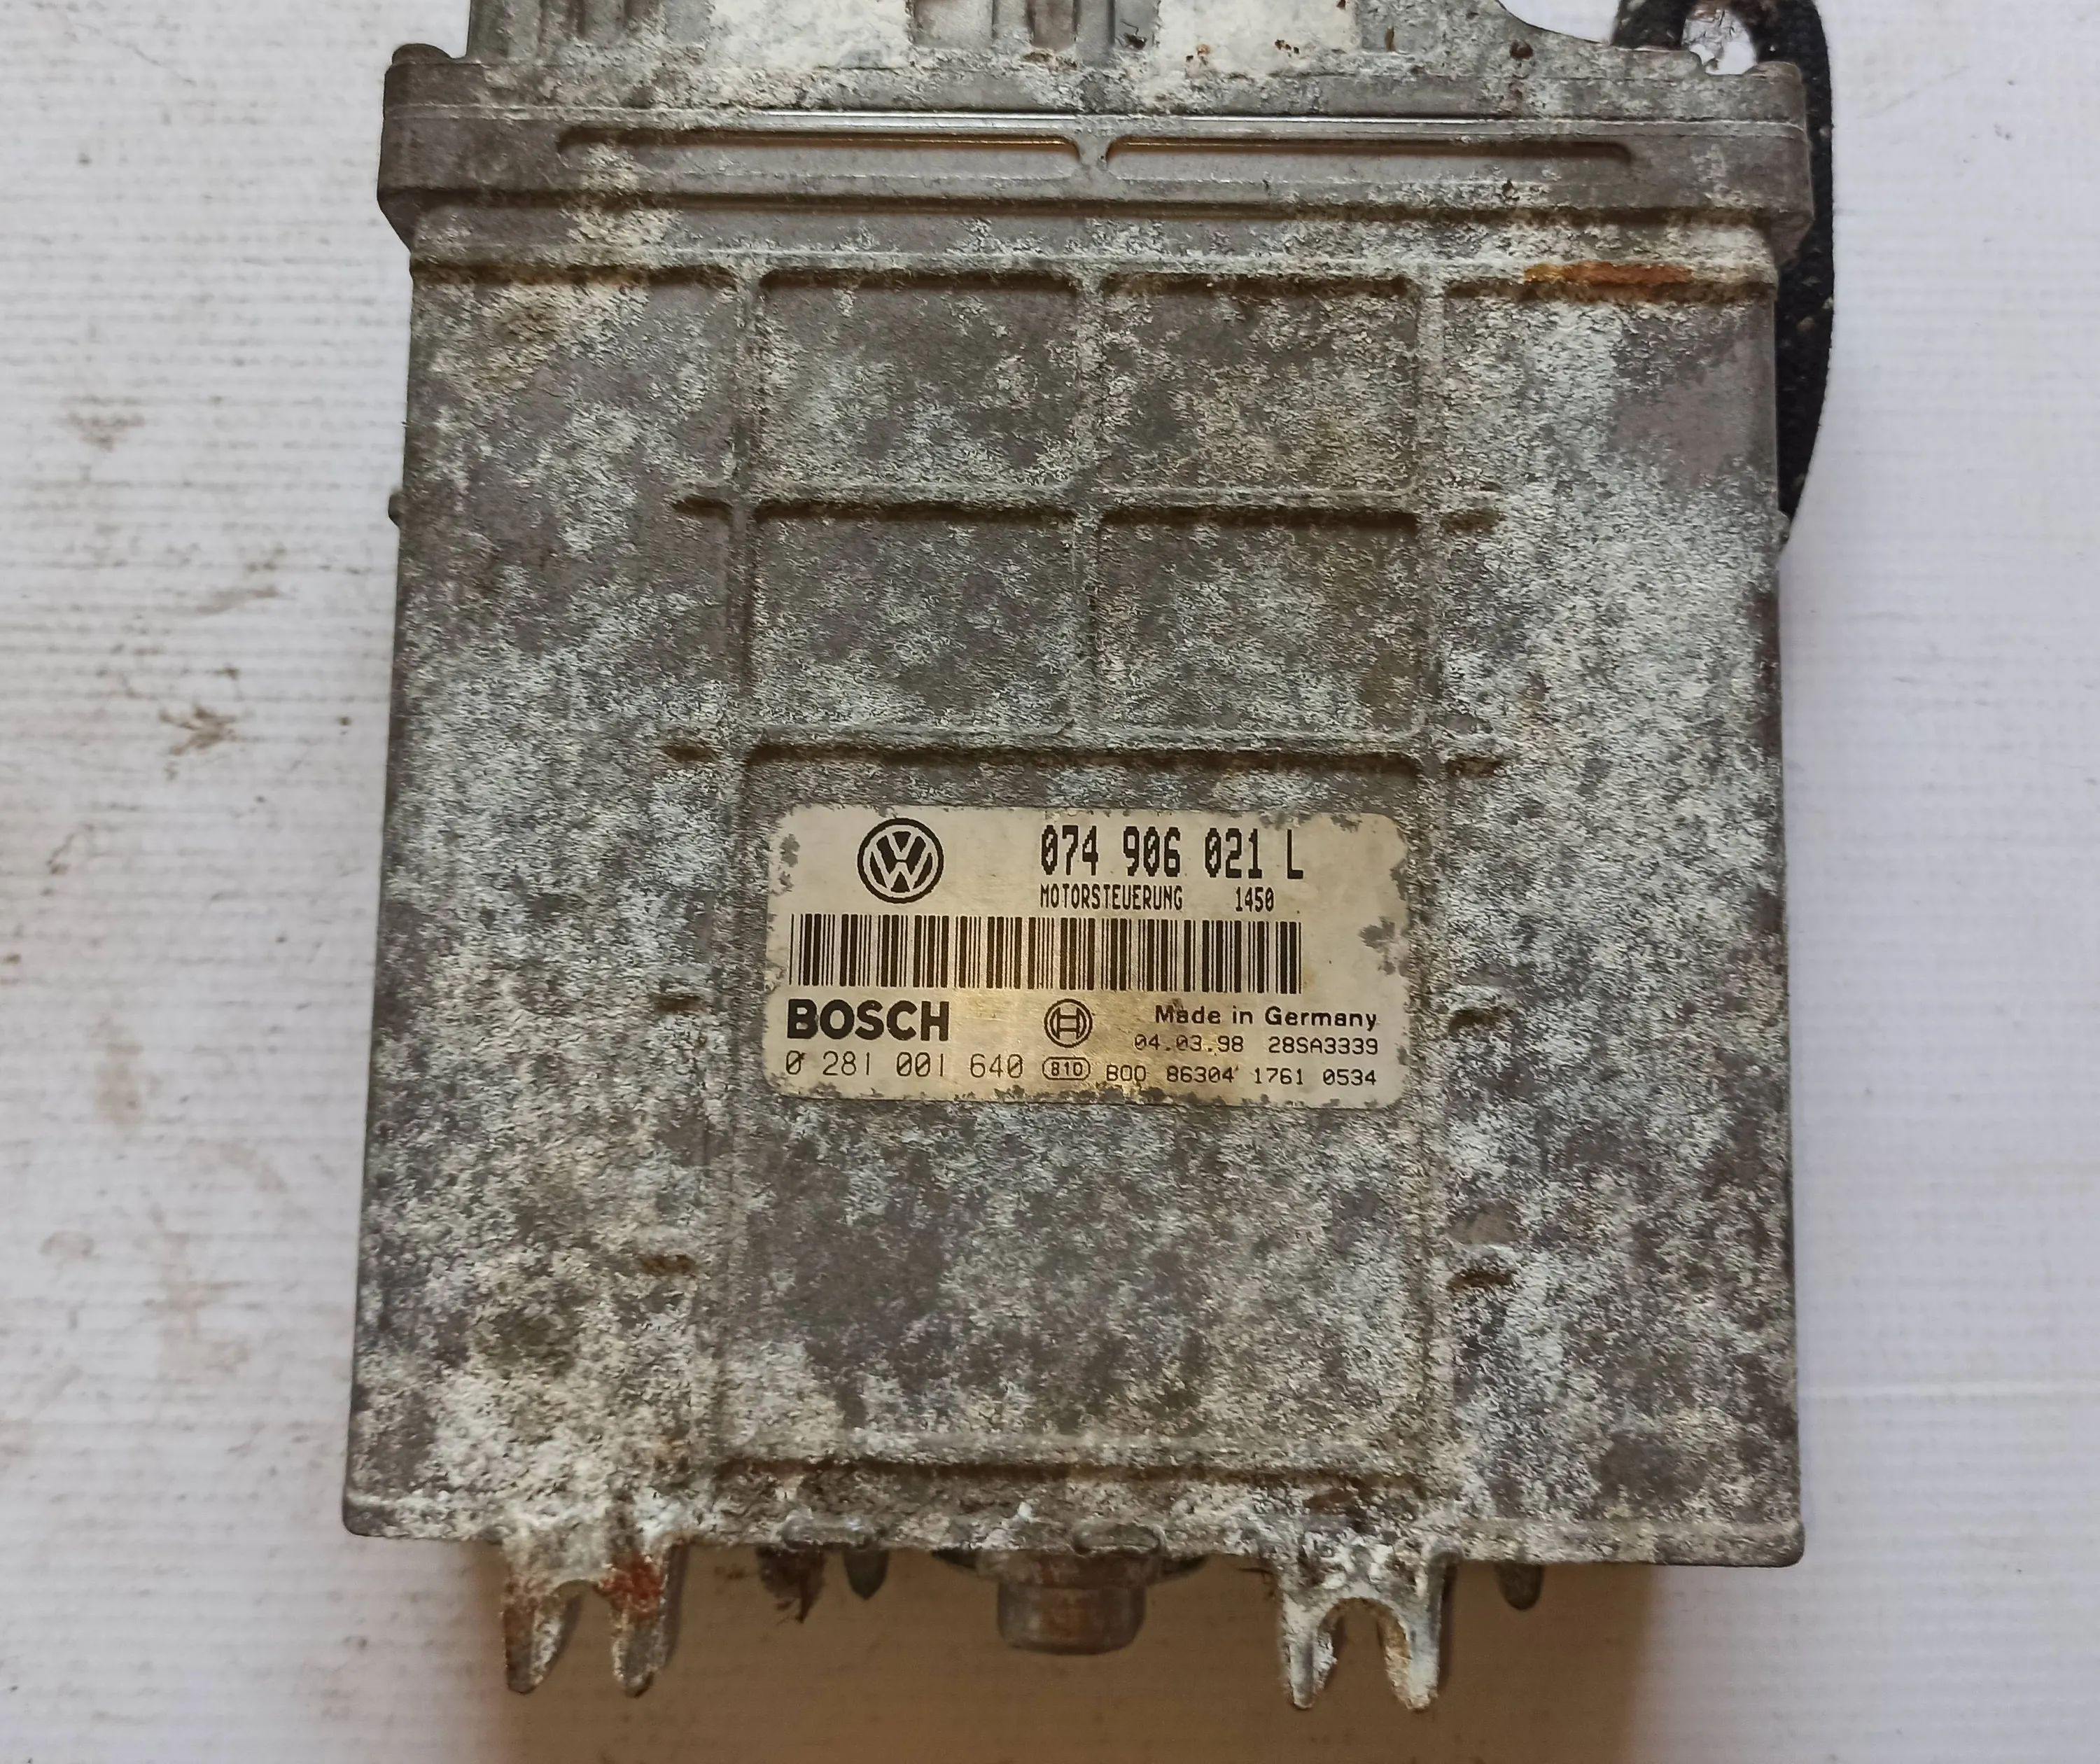 074 906 021 L
MOTORSTEUERUNG 1450
BOSCH
Made in Germany
04.03.98 28SA3339
0 281 001 640 810 B00 86304 1761 0534